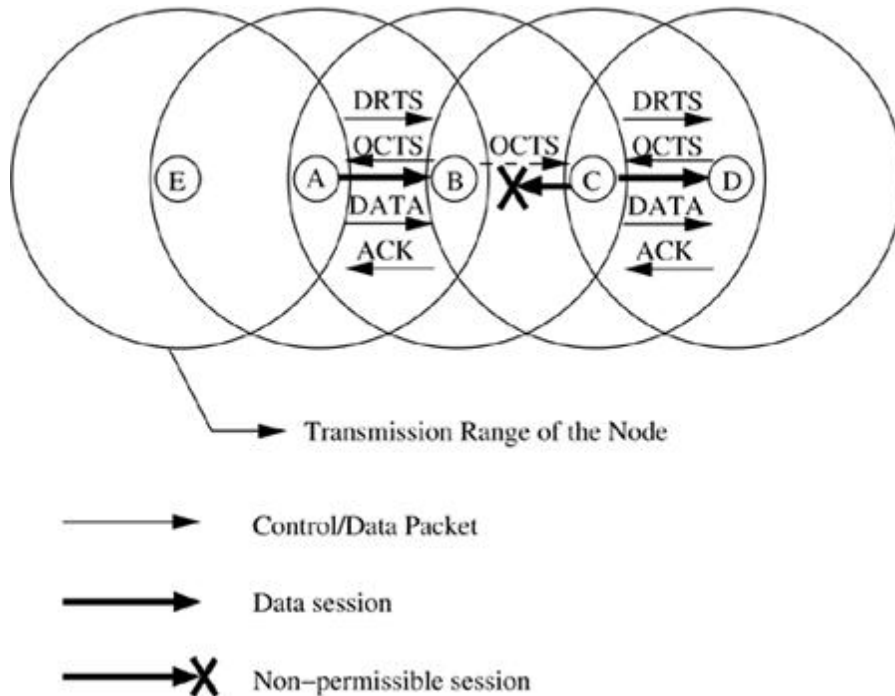 DRTS DRTS
OCTS OCTS OCTS
E A B C D
DATA DATA
ACK ACK
Transmission Range of the Node
Control/Data Packet
Data session
Non-permissible session